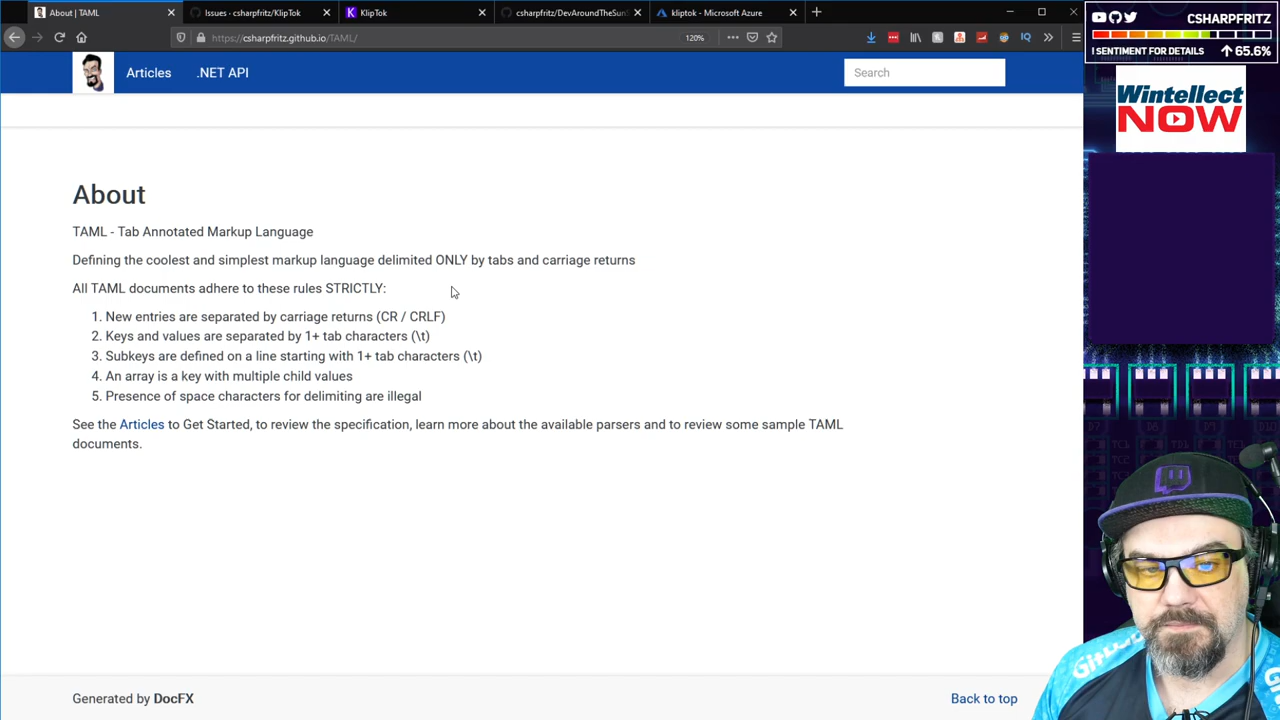 About | TAML
Issues · csharpfritz/KlipTok
KlipTok
csharpfritz/DevAroundTheSun
kliptok - Microsoft Azure
https://csharpfritz.github.io/TAML/
120%
CSHARPFRITZ
! SENTIMENT FOR DETAILS
65.6%
Articles
.NET API
Search
Wintellect
NOW
About
TAML - Tab Annotated Markup Language
Defining the coolest and simplest markup language delimited ONLY by tabs and carriage returns
All TAML documents adhere to these rules STRICTLY:
1. New entries are separated by carriage returns (CR / CRLF)
2. Keys and values are separated by 1+ tab characters (\t)
3. Subkeys are defined on a line starting with 1+ tab characters (\t)
4. An array is a key with multiple child values
5. Presence of space characters for delimiting are illegal
See the Articles to Get Started, to review the specification, learn more about the available parsers and to review some sample TAML
documents.
Generated by DocFX
Back to top